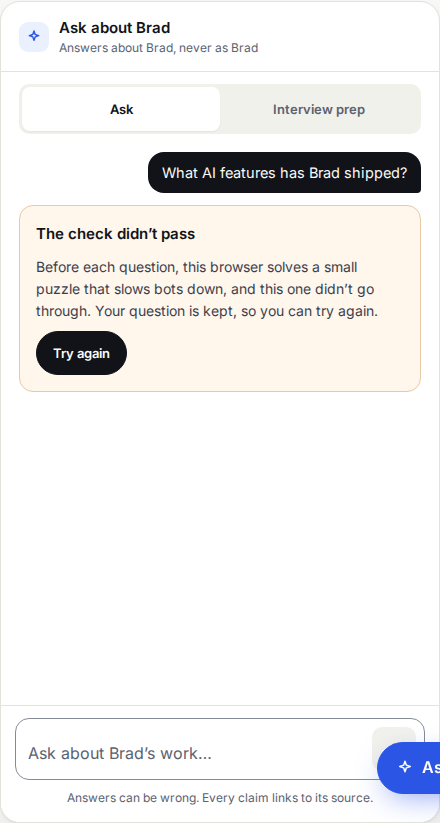 Ask about Brad
Answers about Brad, never as Brad
Ask
Interview prep
What AI features has Brad shipped?
The check didn’t pass
Before each question, this browser solves a small
puzzle that slows bots down, and this one didn’t go
through. Your question is kept, so you can try again.
Try again
Ask about Brad’s work…
As
Answers can be wrong. Every claim links to its source.